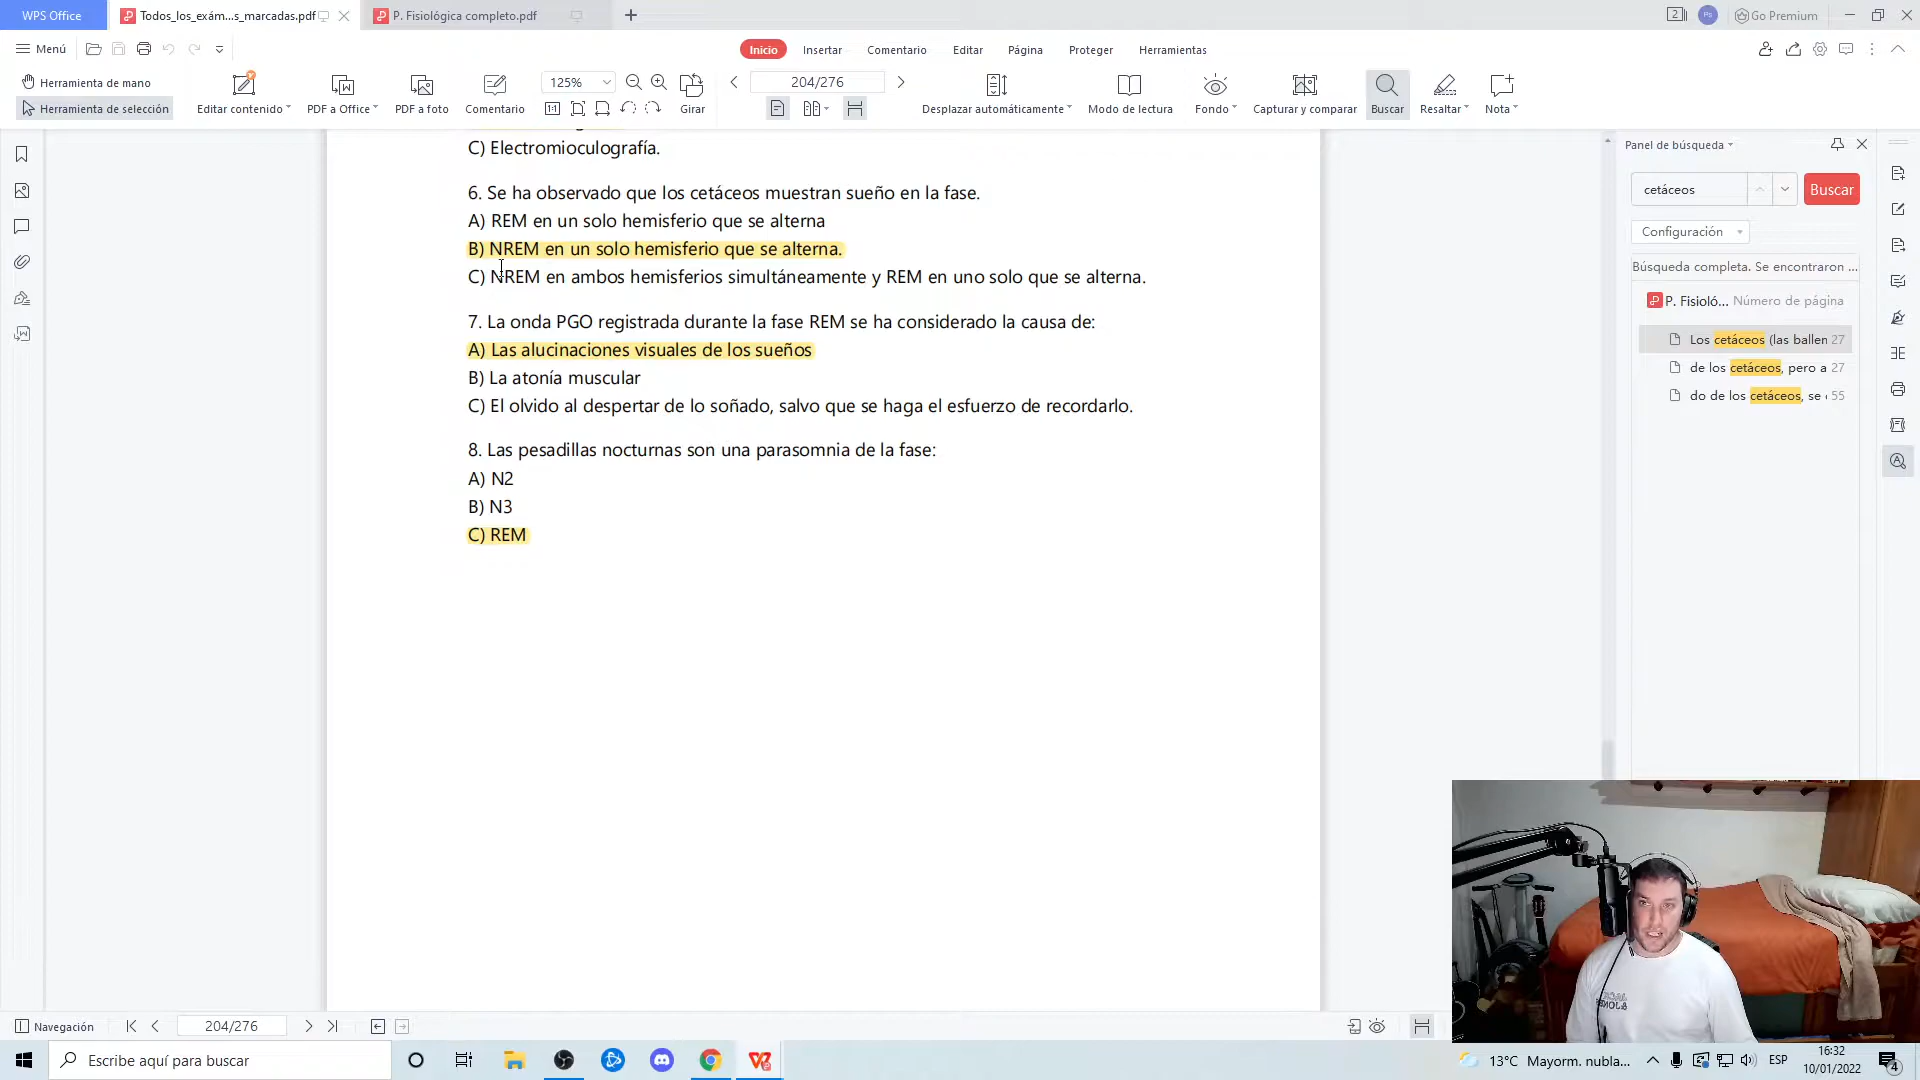 WPS Office
Todos_los_exám...s_marcadas.pdf
P. Fisiológica completo.pdf
2
Go Premium
Menú
Inicio
Insertar
Comentario
Editar
Página
Proteger
Herramientas
Herramienta de mano
Herramienta de selección
Editar contenido
PDF a Office
PDF a foto
Comentario
125%
Girar
204/276
Desplazar automáticamente
Modo de lectura
Fondo
Capturar y comparar
Buscar
Resaltar
Nota
C) Electromioculografía.
6. Se ha observado que los cetáceos muestran sueño en la fase.
A) REM en un solo hemisferio que se alterna
B) NREM en un solo hemisferio que se alterna.
C) NREM en ambos hemisferios simultáneamente y REM en uno solo que se alterna.
7. La onda PGO registrada durante la fase REM se ha considerado la causa de:
A) Las alucinaciones visuales de los sueños
B) La atonía muscular
C) El olvido al despertar de lo soñado, salvo que se haga el esfuerzo de recordarlo.
8. Las pesadillas nocturnas son una parasomnia de la fase:
A) N2
B) N3
C) REM
Panel de búsqueda
cetáceos
Buscar
Configuración
Búsqueda completa. Se encontraron ...
P. Fisioló... Número de página
Los cetáceos (las ballen 27
de los cetáceos, pero a 27
do de los cetáceos, se 55
Navegación
204/276
Escribe aquí para buscar
13°C Mayorm. nubla...
ESP
16:32
10/01/2022
4